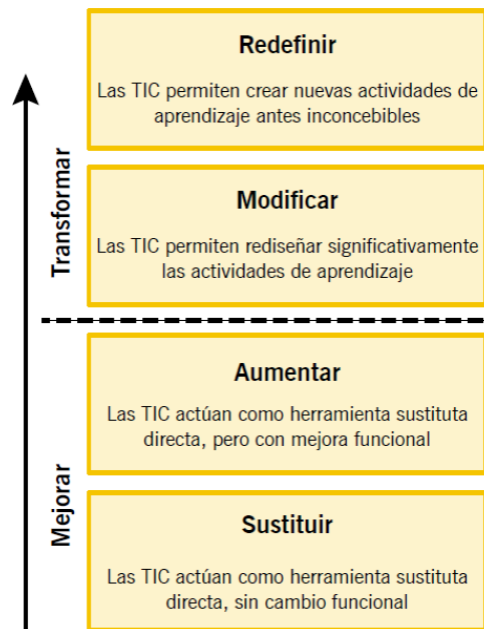 Redefinir
Las TIC permiten crear nuevas actividades de
aprendizaje antes inconcebibles
Transformar
Modificar
Las TIC permiten rediseñar significativamente
las actividades de aprendizaje
Aumentar
Las TIC actúan como herramienta sustituta
directa, pero con mejora funcional
Mejorar
Sustituir
Las TIC actúan como herramienta sustituta
directa, sin cambio funcional